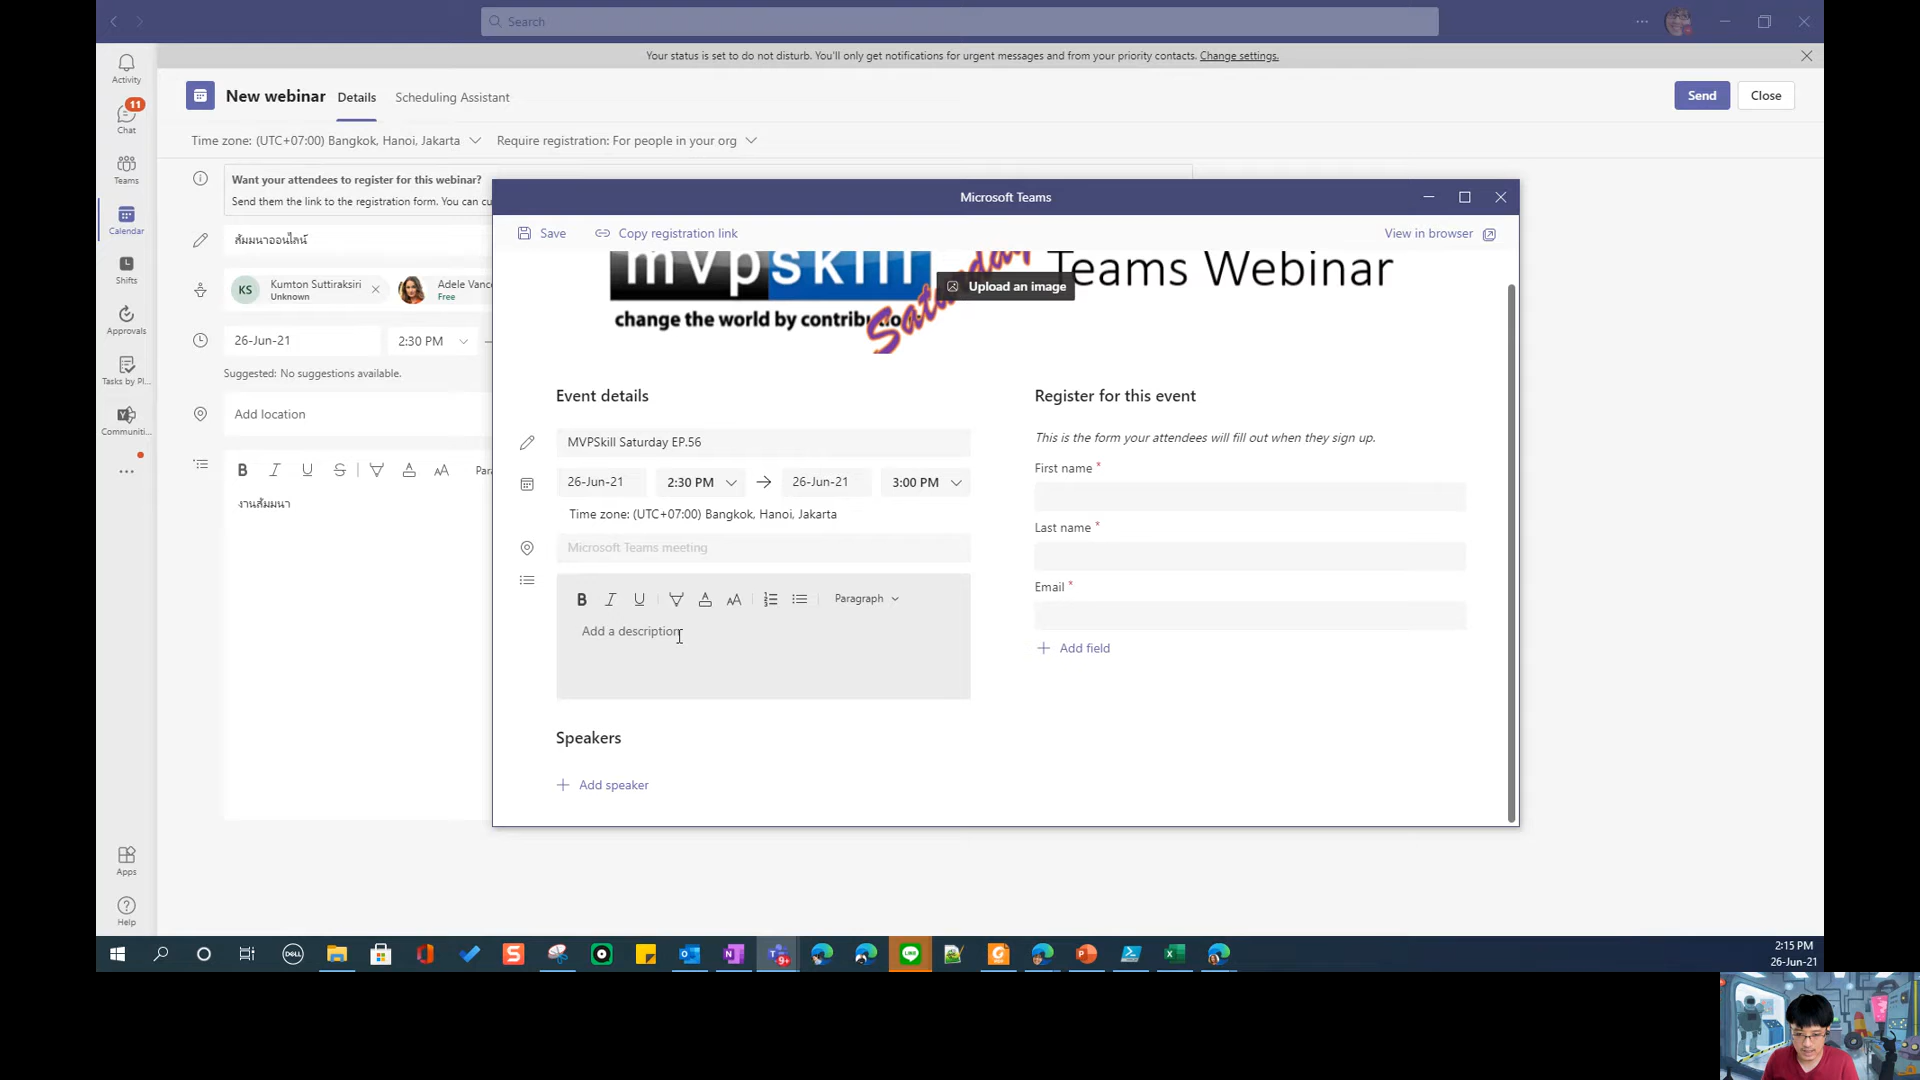 Search
Your status is set to do not disturb. You'll only get notifications for urgent messages and from your priority contacts. Change settings.
Activity
11
Chat
Teams
Calendar
Shifts
Approvals
Tasks by Pl...
Communiti...
Apps
Help
New webinar
Details
Scheduling Assistant
Send
Close
Time zone: (UTC+07:00) Bangkok, Hanoi, Jakarta
Require registration: For people in your org
Want your attendees to register for this webinar?
Send them the link to the registration form. You can cu
สัมมนาออนไลน์
KS
Kumton Suttiraksiri
Unknown
Adele Vance
Free
26-Jun-21
2:30 PM
Suggested: No suggestions available.
Add location
B I U S A AA Par
งานสัมมนา
Microsoft Teams
Save
Copy registration link
View in browser
mvpskill
Saturday
Teams Webinar
Upload an image
change the world by contributio
Event details
MVPSkill Saturday EP.56
26-Jun-21
2:30 PM
26-Jun-21
3:00 PM
Time zone: (UTC+07:00) Bangkok, Hanoi, Jakarta
Microsoft Teams meeting
B I U A AA Paragraph
Add a description
Speakers
Add speaker
Register for this event
This is the form your attendees will fill out when they sign up.
First name *
Last name *
Email *
Add field
DELL
S
9+
LINE
2:15 PM
26-Jun-21